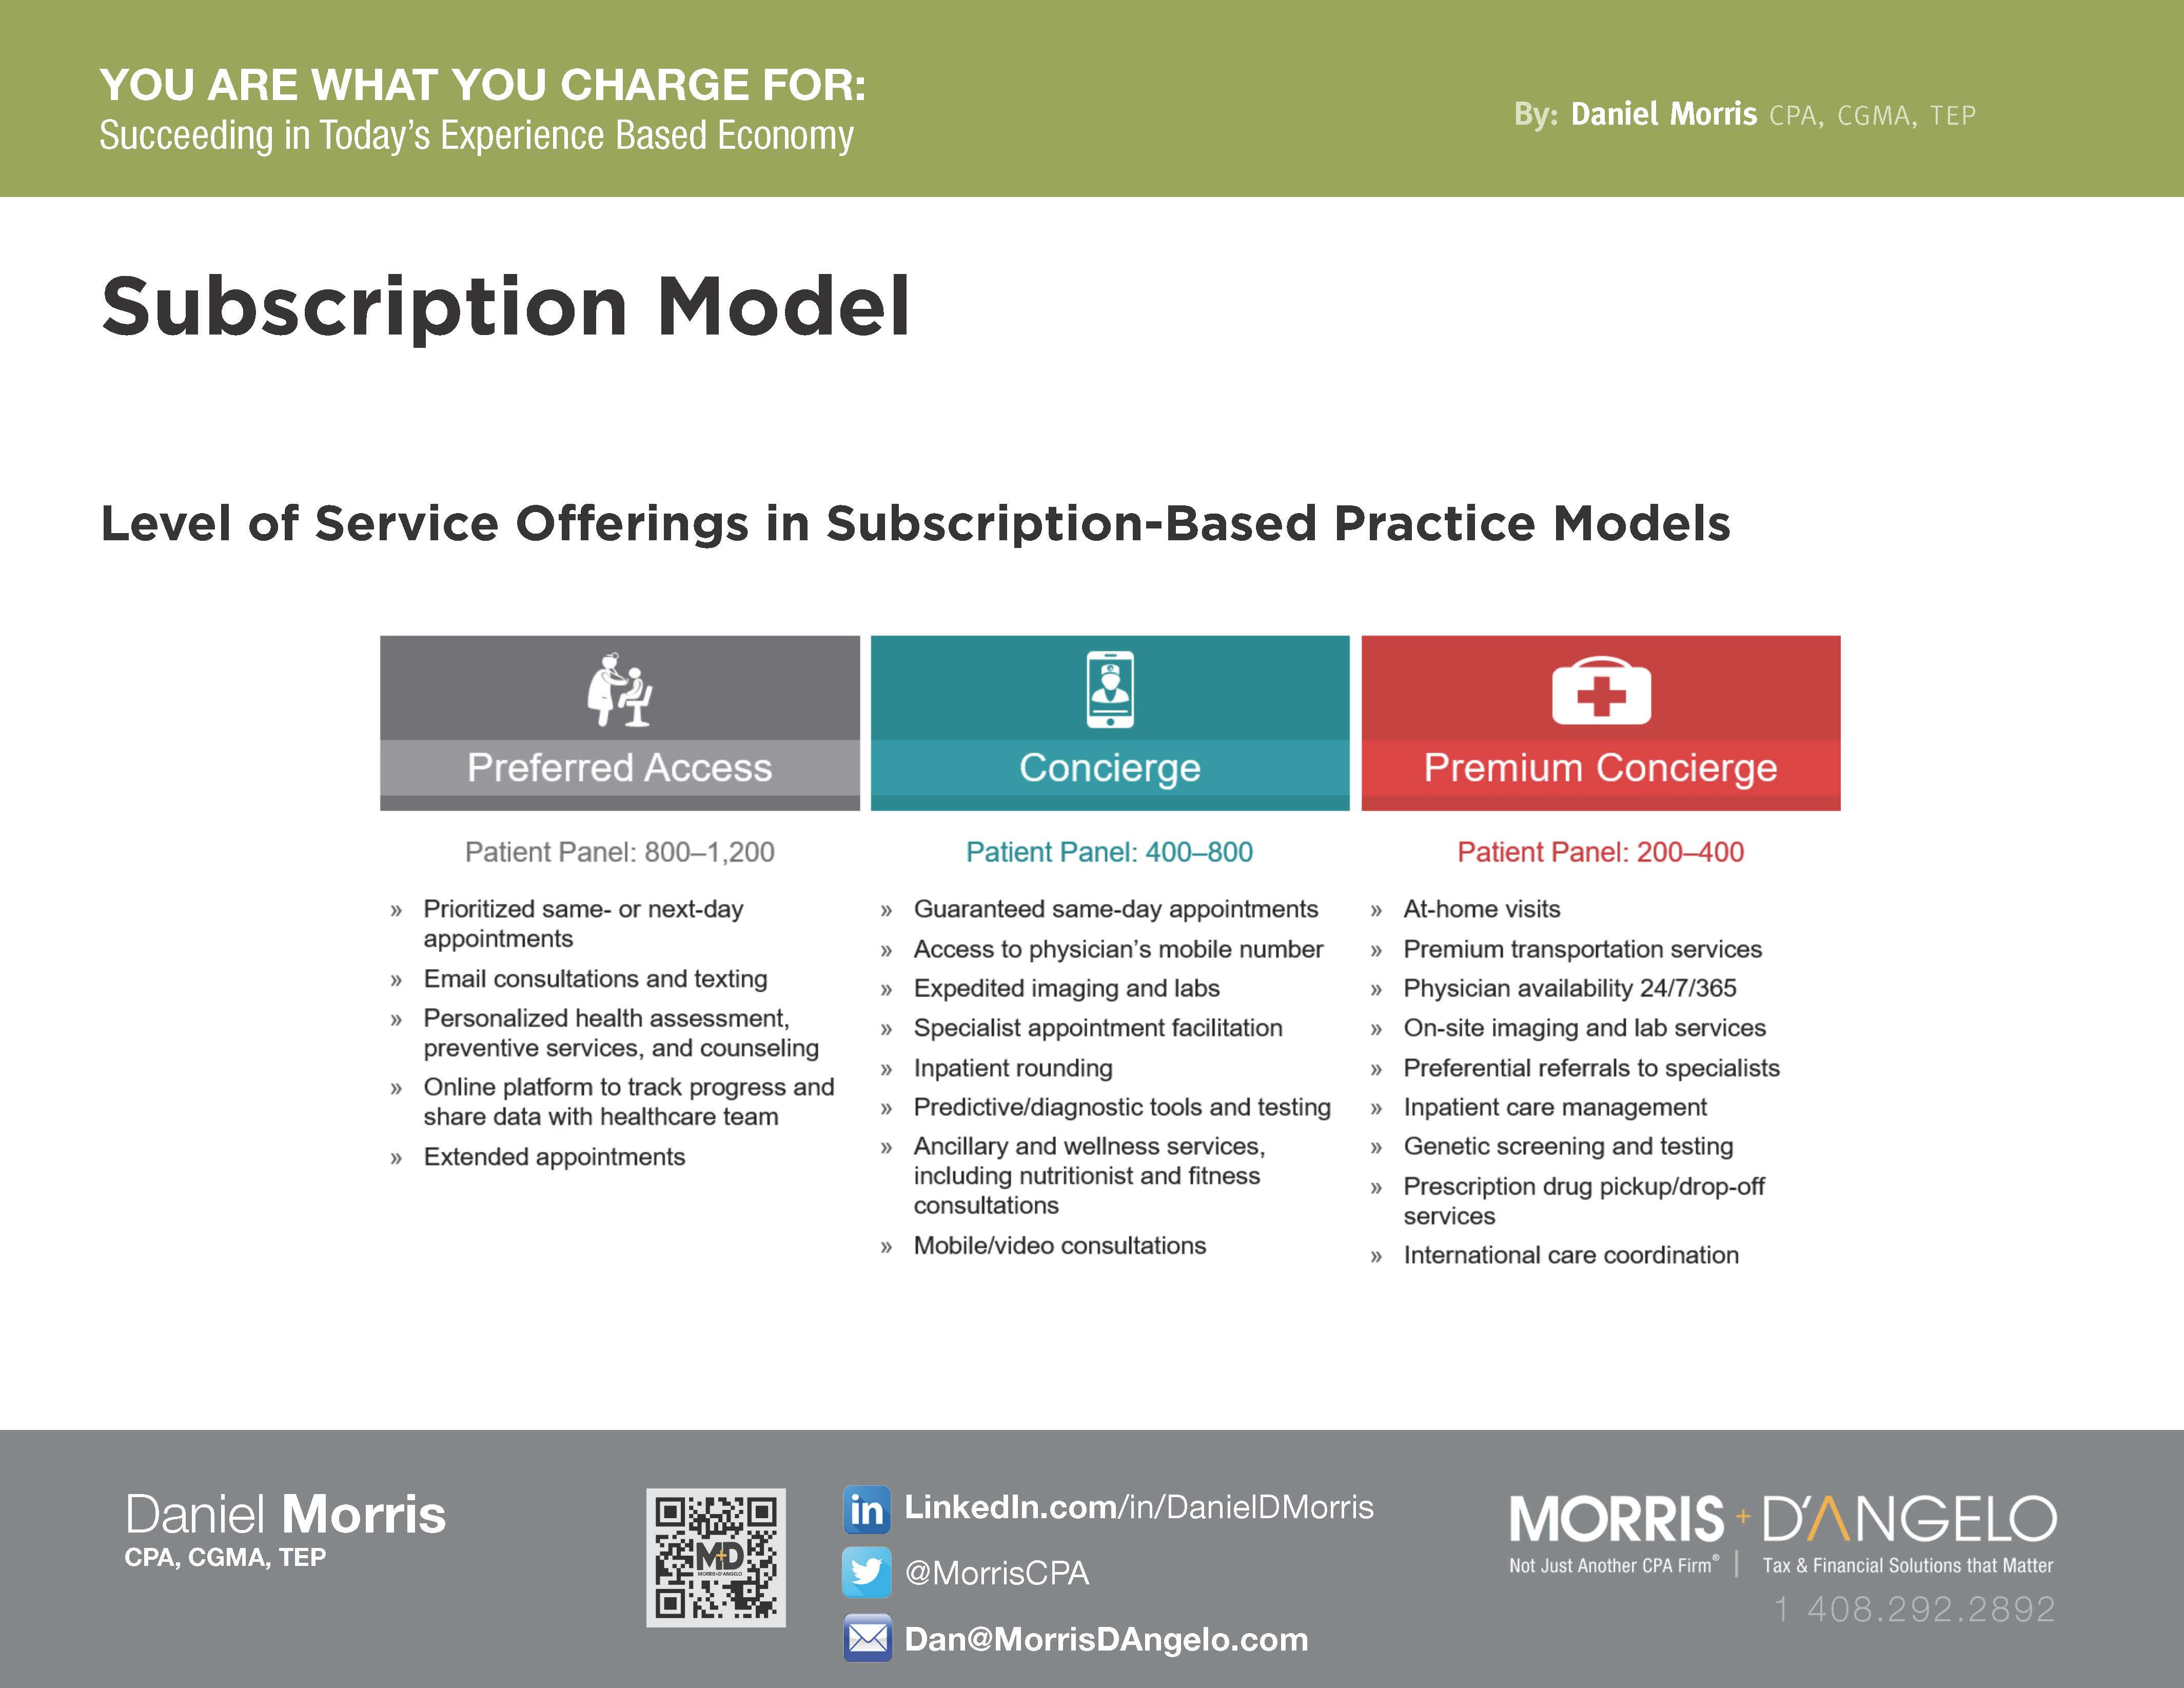 YOU ARE WHAT YOU CHARGE FOR:
Succeeding in Today's Experience Based Economy
By: Daniel Morris CPA, CGMA, TEP
Subscription Model
Level of Service Offerings in Subscription-Based Practice Models
Preferred Access
Patient Panel: 800–1,200
» Prioritized same- or next-day
appointments
» Email consultations and texting
» Personalized health assessment,
preventive services, and counseling
» Online platform to track progress and
share data with healthcare team
» Extended appointments
Concierge
Patient Panel: 400–800
» Guaranteed same-day appointments
» Access to physician's mobile number
» Expedited imaging and labs
» Specialist appointment facilitation
» Inpatient rounding
» Predictive/diagnostic tools and testing
» Ancillary and wellness services,
including nutritionist and fitness
consultations
» Mobile/video consultations
Premium Concierge
Patient Panel: 200–400
» At-home visits
» Premium transportation services
» Physician availability 24/7/365
» On-site imaging and lab services
» Preferential referrals to specialists
» Inpatient care management
» Genetic screening and testing
» Prescription drug pickup/drop-off
services
» International care coordination
Daniel Morris
CPA, CGMA, TEP
M+D
MORRIS+D'ANGELO
in LinkedIn.com/in/DanielDMorris
@MorrisCPA
Dan@MorrisDAngelo.com
MORRIS + D'ANGELO
Not Just Another CPA Firm® | Tax & Financial Solutions that Matter
1 408.292.2892